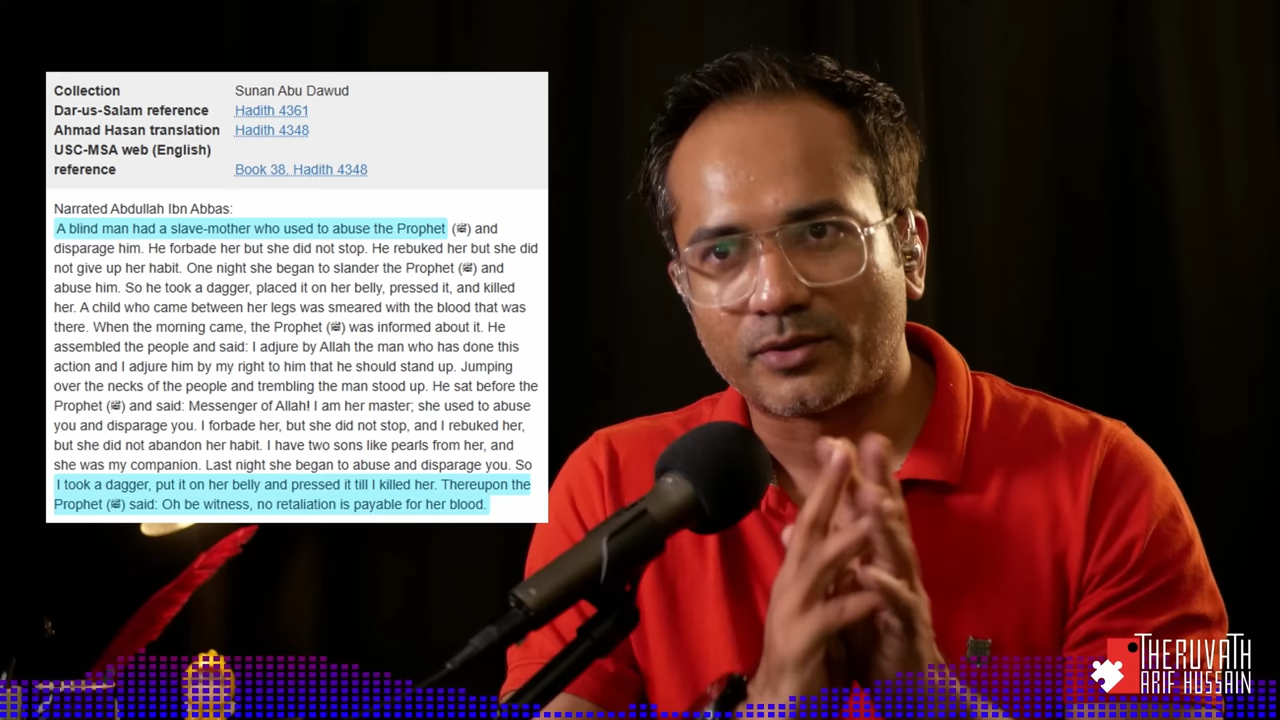 Collection Sunan Abu Dawud
Dar-us-Salam reference Hadith 4361
Ahmad Hasan translation Hadith 4348
USC-MSA web (English)
reference Book 38, Hadith 4348
Narrated Abdullah Ibn Abbas:
A blind man had a slave-mother who used to abuse the Prophet (ﷺ) and
disparage him. He forbade her but she did not stop. He rebuked her but she did
not give up her habit. One night she began to slander the Prophet (ﷺ) and
abuse him. So he took a dagger, placed it on her belly, pressed it, and killed
her. A child who came between her legs was smeared with the blood that was
there. When the morning came, the Prophet (ﷺ) was informed about it. He
assembled the people and said: I adjure by Allah the man who has done this
action and I adjure him by my right to him that he should stand up. Jumping
over the necks of the people and trembling the man stood up. He sat before the
Prophet (ﷺ) and said: Messenger of Allah! I am her master; she used to abuse
you and disparage you. I forbade her, but she did not stop, and I rebuked her,
but she did not abandon her habit. I have two sons like pearls from her, and
she was my companion. Last night she began to abuse and disparage you. So
I took a dagger, put it on her belly and pressed it till I killed her. Thereupon the
Prophet (ﷺ) said: Oh be witness, no retaliation is payable for her blood.
THERUVATH
ARIF HUSSAIN